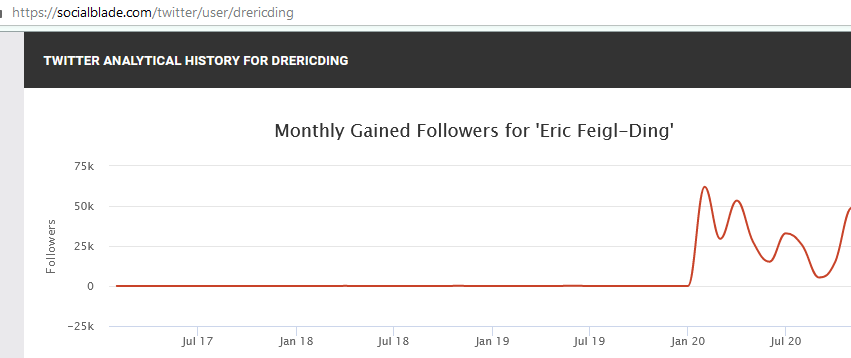 https://socialblade.com/twitter/user/drericding
TWITTER ANALYTICAL HISTORY FOR DRERICDING
Monthly Gained Followers for 'Eric Feigl-Ding'
75k
50k
25k
0
−25k
Followers
Jul 17 Jan 18 Jul 18 Jan 19 Jul 19 Jan 20 Jul 20